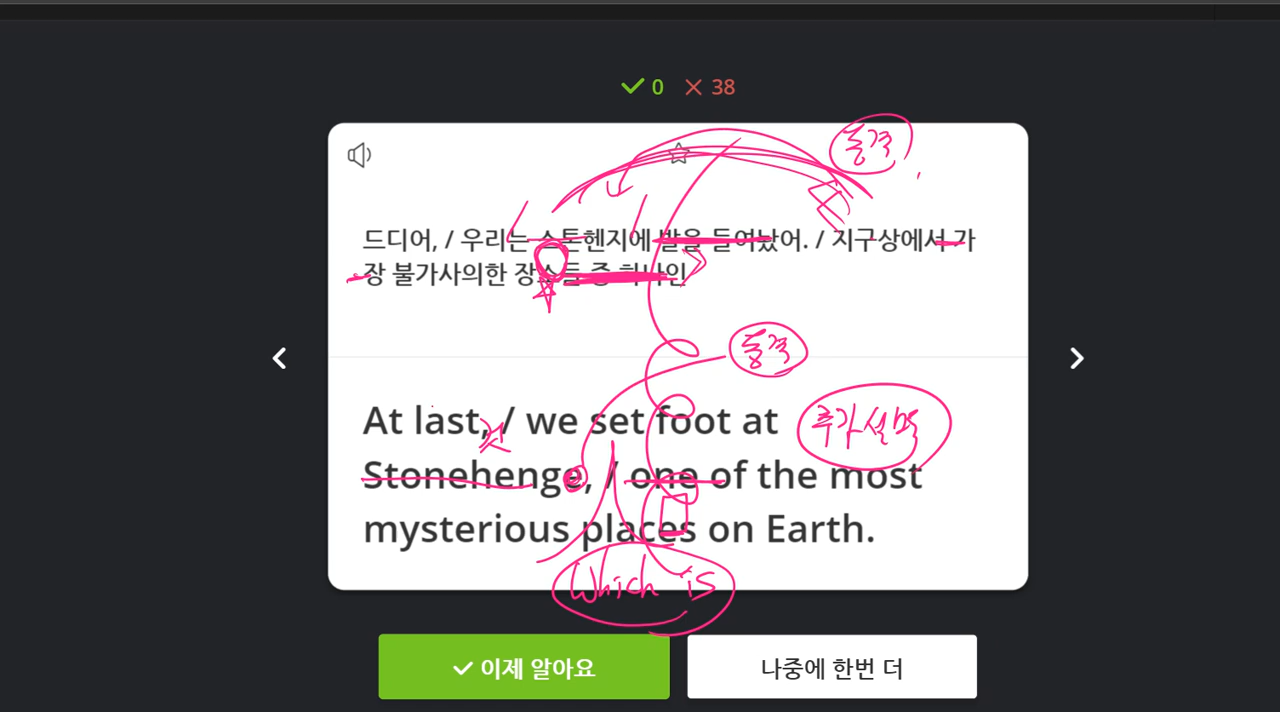 0 38
동격
드디어, / 우리는 스톤헨지에 발을 들여놨어. / 지구상에서 가
장 불가사의한 장소들 중 하나인
동격
At last, / we set foot at
추가설명
Stonehenge, / one of the most
mysterious places on Earth.
Which is
이제 알아요
나중에 한번 더